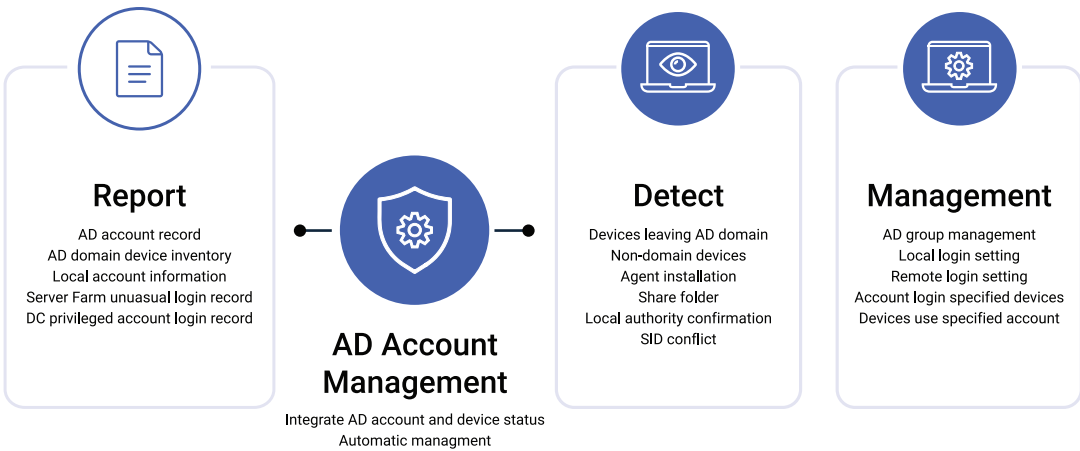 Report
AD account record
AD domain device inventory
Local account information
Server Farm unuasual login record
DC privileged account login record
AD Account
Management
Integrate AD account and device status
Automatic managment
Detect
Devices leaving AD domain
Non-domain devices
Agent installation
Share folder
Local authority confirmation
SID conflict
Management
AD group management
Local login setting
Remote login setting
Account login specified devices
Devices use specified account